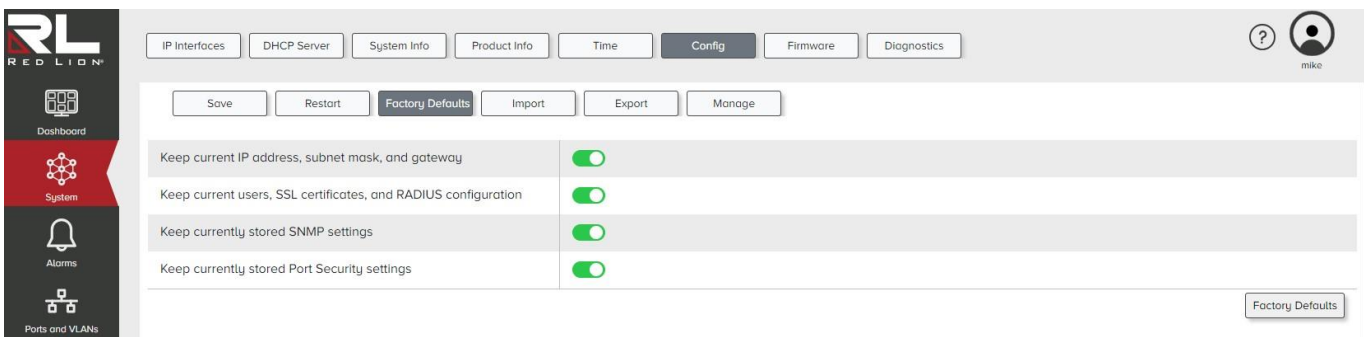 RL
RED LION®
IP Interfaces DHCP Server System Info Product Info Time Config Firmware Diagnostics
?
mike
Save Restart Factory Defaults Import Export Manage
Dashboard
System
Alarms
Ports and VLANs
Keep current IP address, subnet mask, and gateway
Keep current users, SSL certificates, and RADIUS configuration
Keep currently stored SNMP settings
Keep currently stored Port Security settings
Factory Defaults